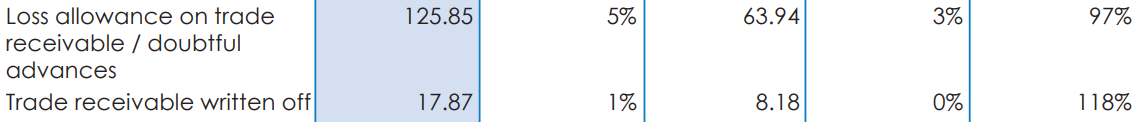 Loss allowance on trade 125.85 5% 63.94 3% 97%
receivable / doubtful
advances
Trade receivable written off 17.87 1% 8.18 0% 118%